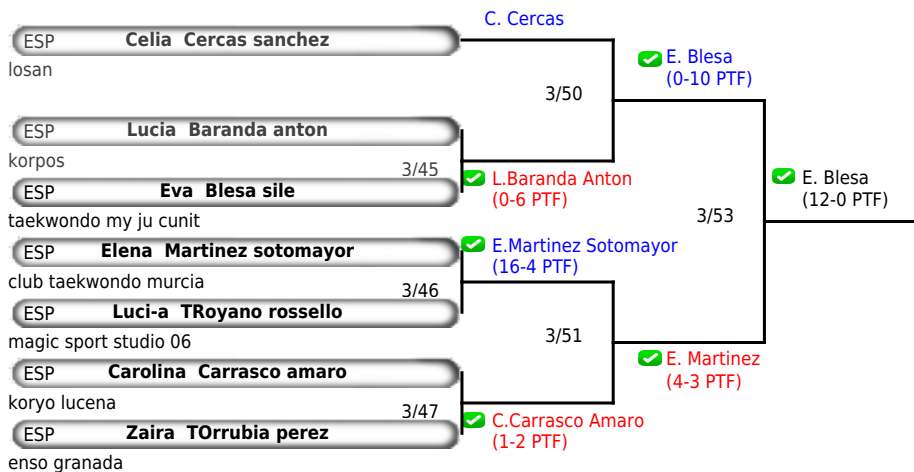 C. Cercas
ESP Celia Cercas sanchez
losan
E. Blesa
(0-10 PTF)
3/50
ESP Lucia Baranda anton
korpos
3/45
L.Baranda Anton
(0-6 PTF)
ESP Eva Blesa sile
taekwondo my ju cunit
E. Blesa
(12-0 PTF)
3/53
ESP Elena Martinez sotomayor
club taekwondo murcia
E.Martinez Sotomayor
(16-4 PTF)
3/46
ESP Luci-a TRoyano rossello
magic sport studio 06
3/51
E. Martinez
(4-3 PTF)
ESP Carolina Carrasco amaro
koryo lucena
3/47
C.Carrasco Amaro
(1-2 PTF)
ESP Zaira TOrrubia perez
enso granada